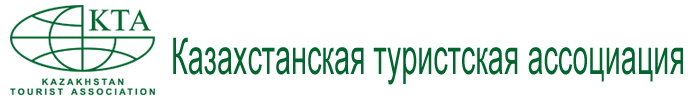 KTA
KAZAKHSTAN
TOURIST ASSOCIATION
Казахстанская туристская ассоциация